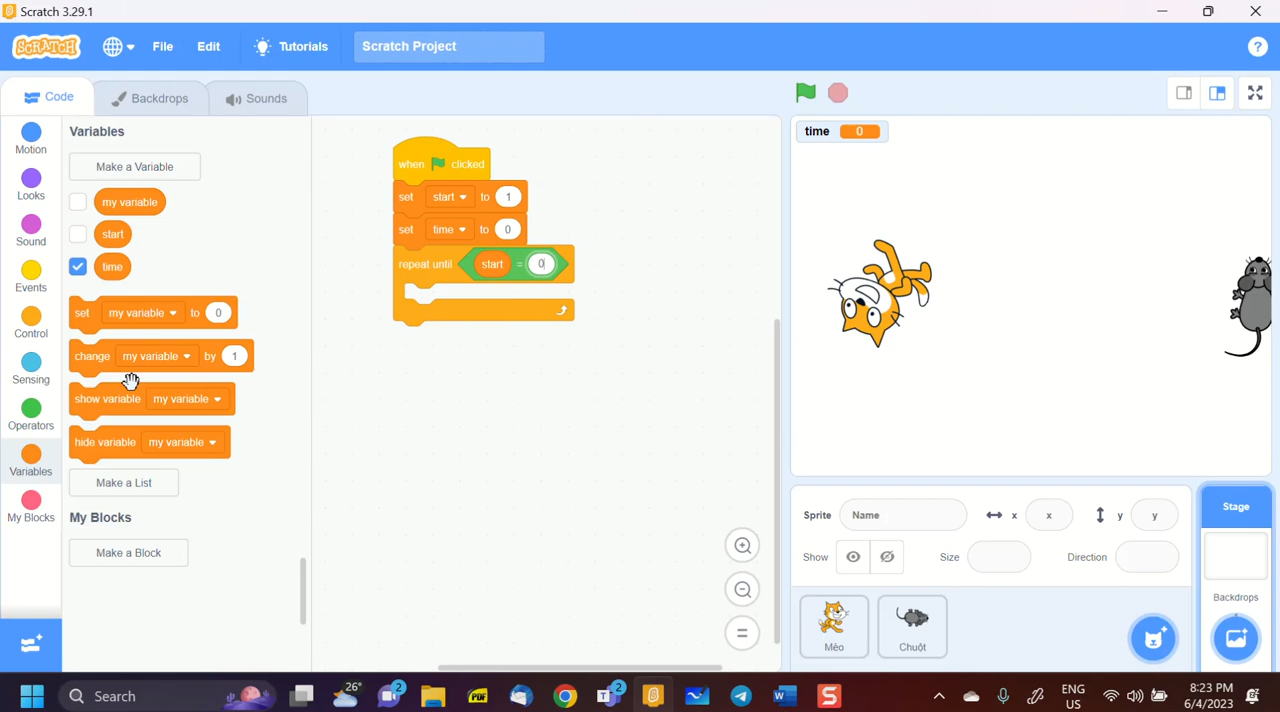 Scratch 3.29.1
SCRATCH File Edit Tutorials Scratch Project ?
Code Backdrops Sounds
Motion
Looks
Sound
Events
Control
Sensing
Operators
Variables
My Blocks
Variables
Make a Variable
my variable
start
time
set my variable to 0
change my variable by 1
show variable my variable
hide variable my variable
Make a List
My Blocks
Make a Block
when clicked
set start to 1
set time to 0
repeat until start = 0
time 0
Sprite Name x x y y
Show Size Direction
Mèo
Chuột
Stage
Backdrops
Search
26°
2
PDF
2
W
S
ENG
US
8:23 PM
6/4/2023